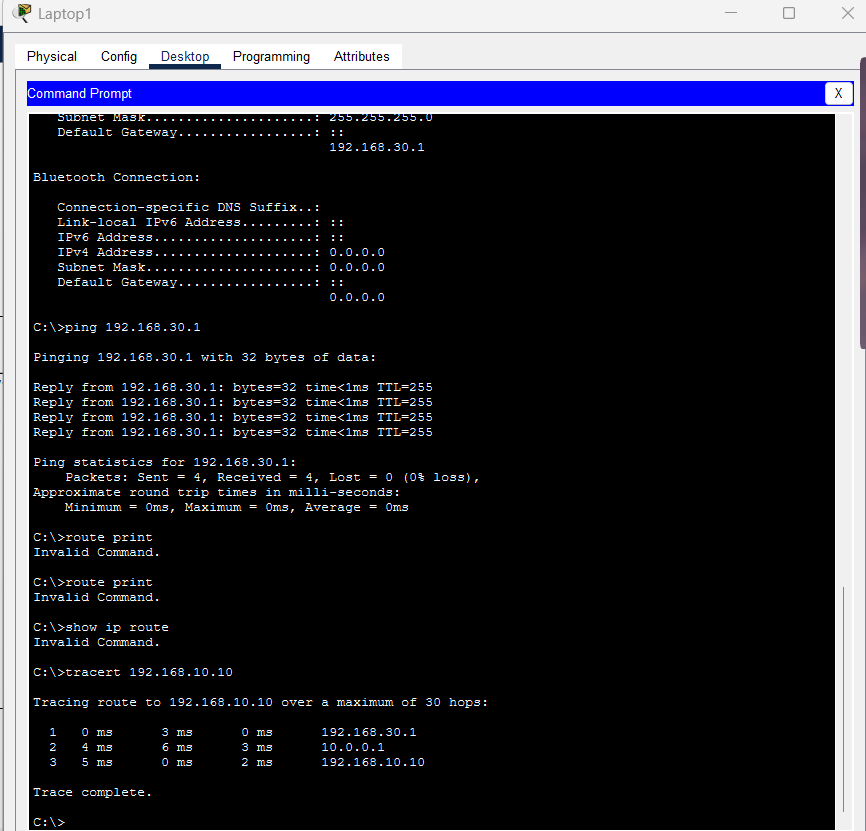 Laptop1
Physical Config Desktop Programming Attributes
Command Prompt X
Subnet Mask.....................: 255.255.255.0
Default Gateway.................: ::
192.168.30.1
Bluetooth Connection:
Connection-specific DNS Suffix..:
Link-local IPv6 Address.........: ::
IPv6 Address....................: ::
IPv4 Address....................: 0.0.0.0
Subnet Mask.....................: 0.0.0.0
Default Gateway.................: ::
0.0.0.0
C:\>ping 192.168.30.1
Pinging 192.168.30.1 with 32 bytes of data:
Reply from 192.168.30.1: bytes=32 time<1ms TTL=255
Reply from 192.168.30.1: bytes=32 time<1ms TTL=255
Reply from 192.168.30.1: bytes=32 time<1ms TTL=255
Reply from 192.168.30.1: bytes=32 time<1ms TTL=255
Ping statistics for 192.168.30.1:
Packets: Sent = 4, Received = 4, Lost = 0 (0% loss),
Approximate round trip times in milli-seconds:
Minimum = 0ms, Maximum = 0ms, Average = 0ms
C:\>route print
Invalid Command.
C:\>route print
Invalid Command.
C:\>show ip route
Invalid Command.
C:\>tracert 192.168.10.10
Tracing route to 192.168.10.10 over a maximum of 30 hops:
1 0 ms 3 ms 0 ms 192.168.30.1
2 4 ms 6 ms 3 ms 10.0.0.1
3 5 ms 0 ms 2 ms 192.168.10.10
Trace complete.
C:\>